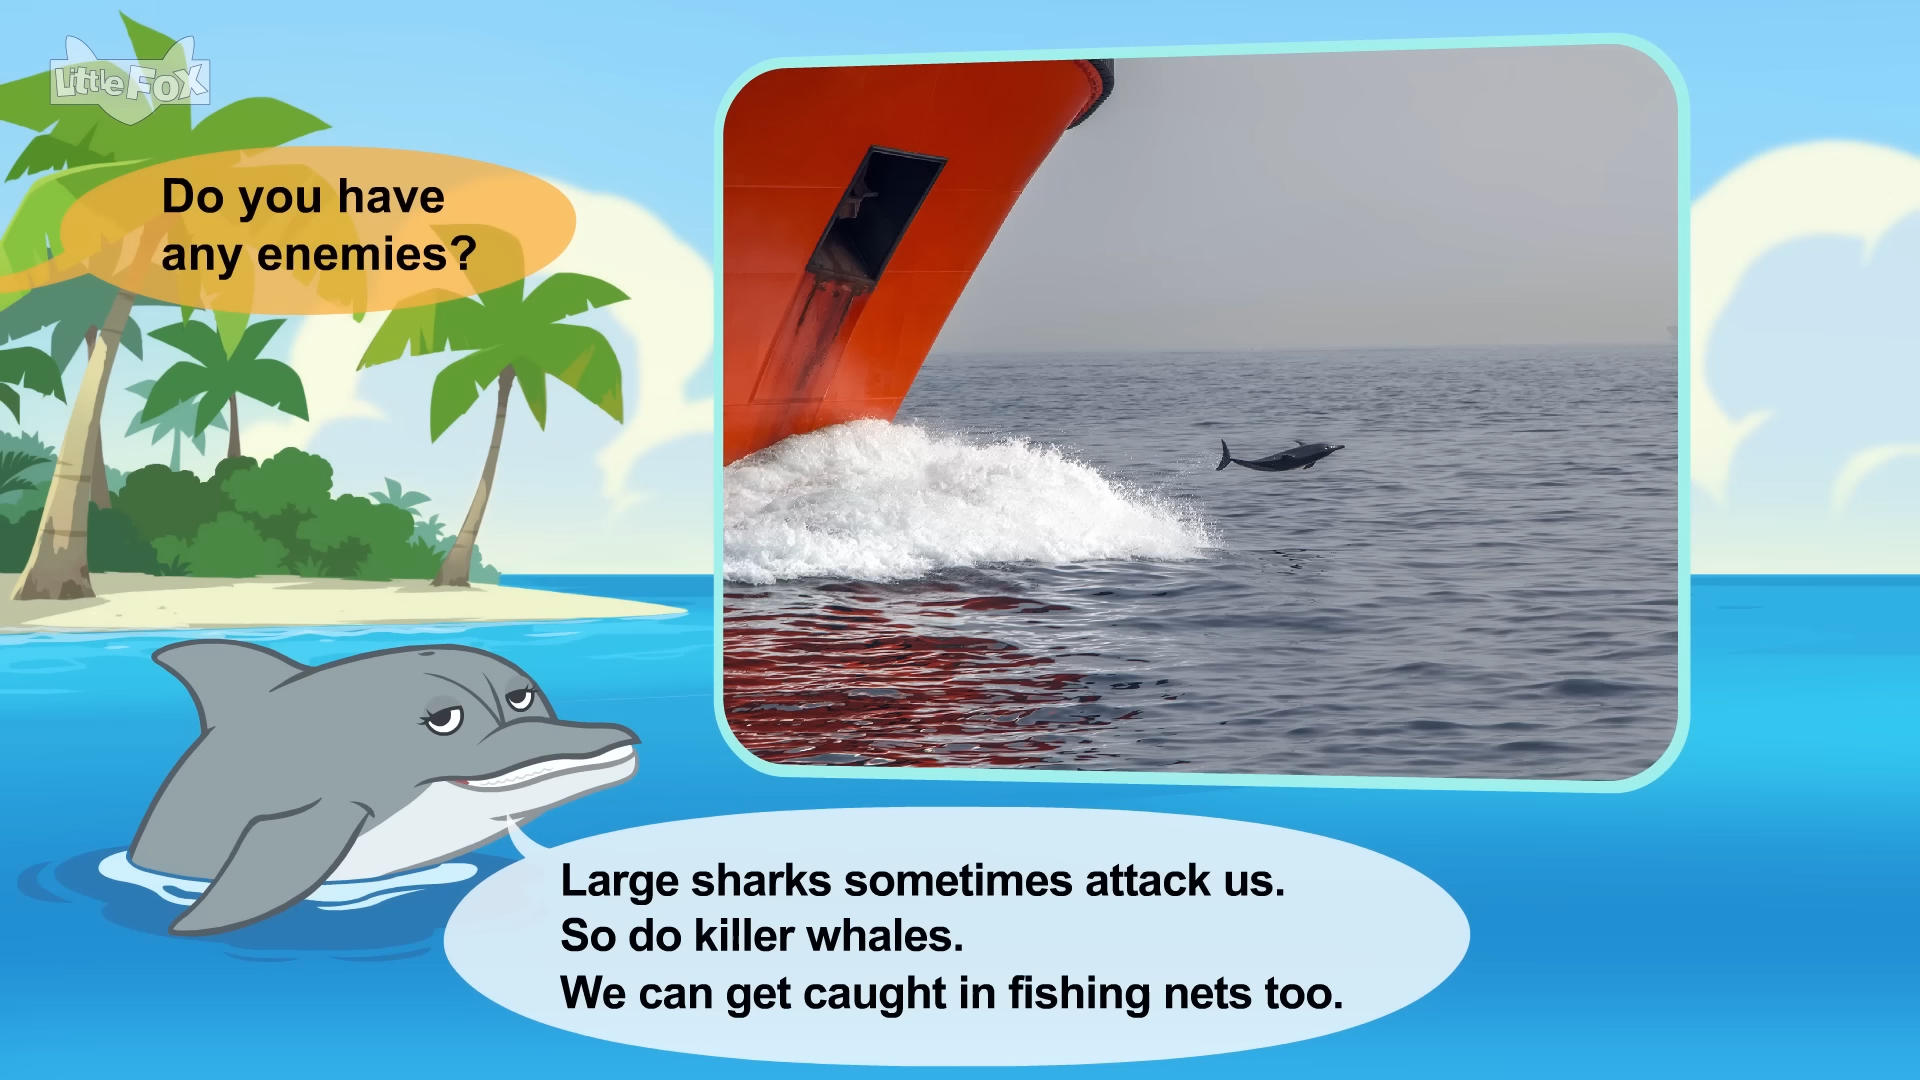 Little Fox
Do you have
any enemies?
Large sharks sometimes attack us.
So do killer whales.
We can get caught in fishing nets too.